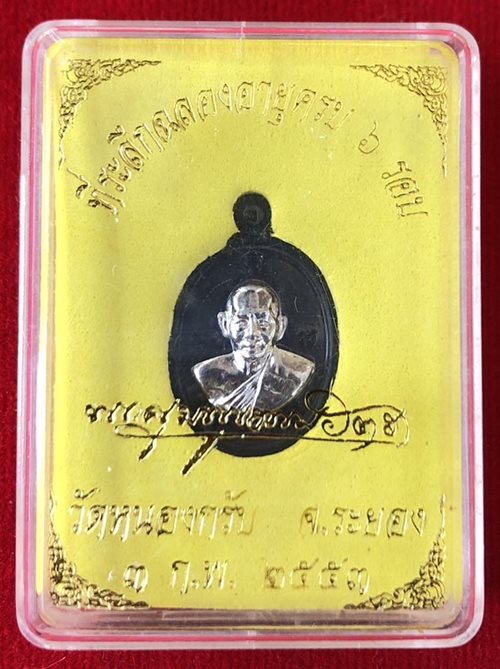 ที่ระลึกฉลองอายุครบ ๖ รอบ
วัดหนองกรับ จ.ระยอง
๓ ก.พ. ๒๕๕๓